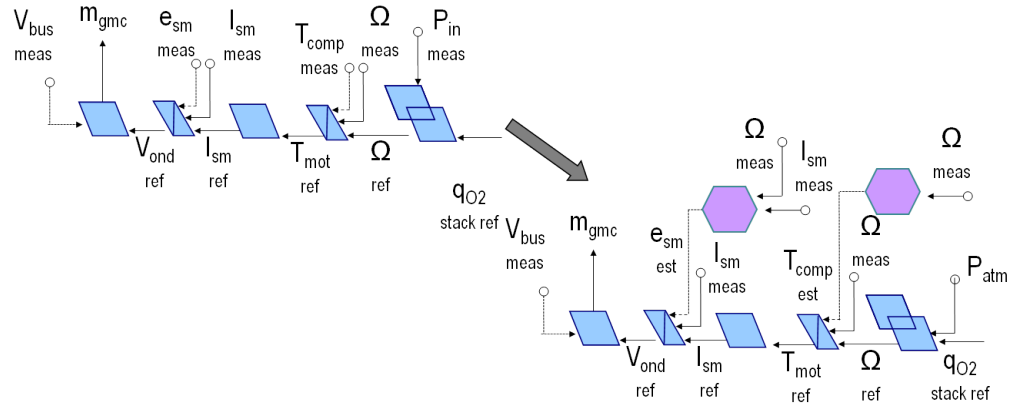 V_bus
meas
m_gmc
e_sm
meas
I_sm
meas
T_comp
meas
Ω
meas
P_in
meas
V_ond
ref
I_sm
ref
T_mot
ref
Ω
ref
q_O2
stack ref
V_bus
meas
m_gmc
e_sm
est
I_sm
meas
Ω
meas
I_sm
meas
T_comp
est
Ω
meas
Ω
meas
P_atm
V_ond
ref
I_sm
ref
T_mot
ref
Ω
ref
q_O2
stack ref